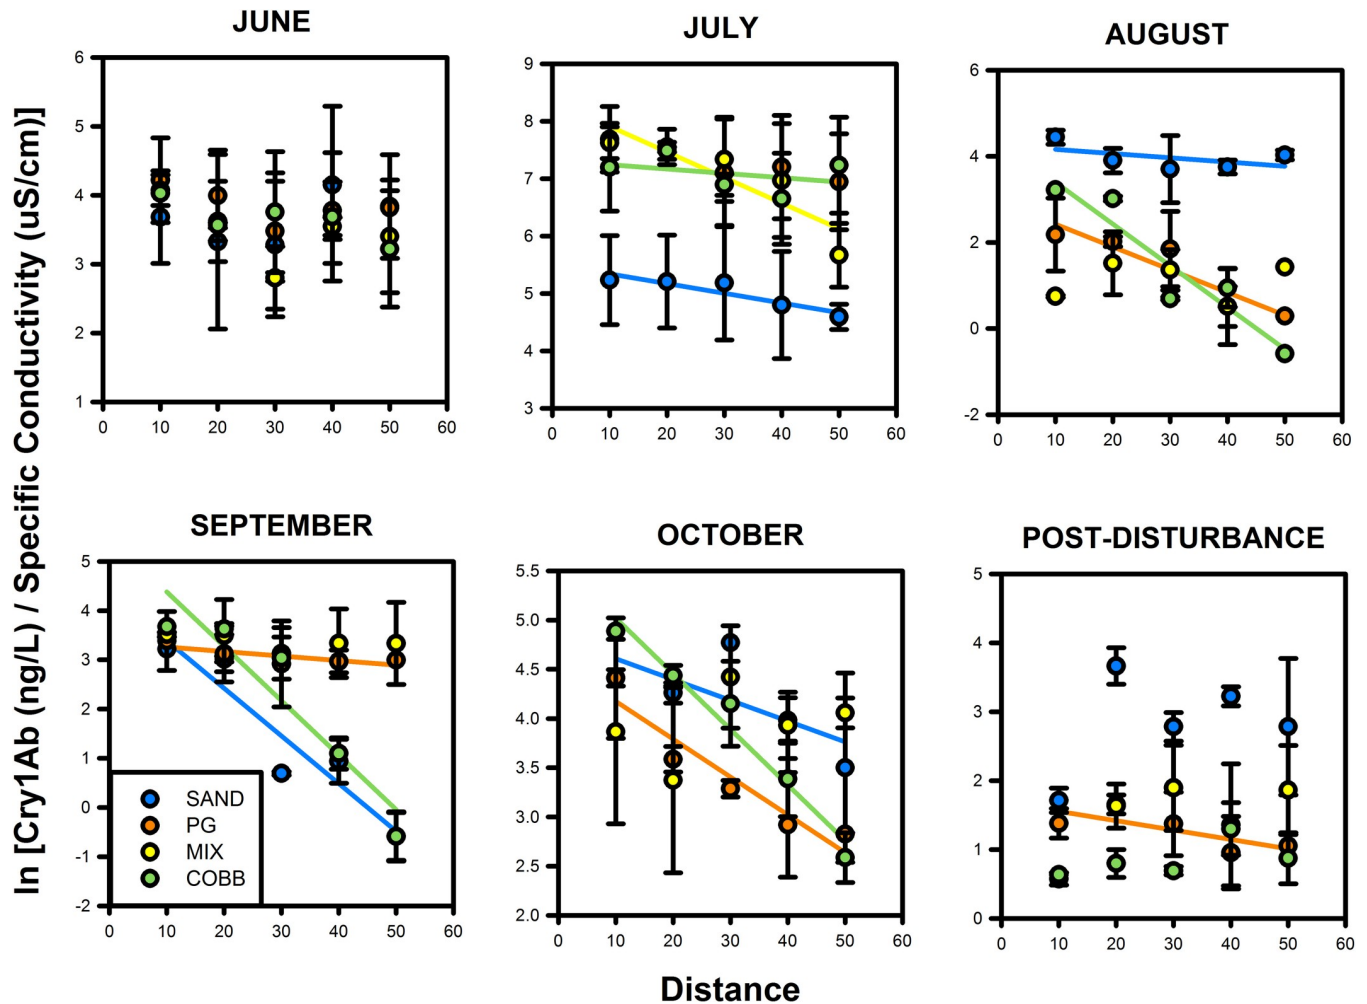 JUNE
JULY
AUGUST
6
5
4
3
2
1
0 10 20 30 40 50 60
9
8
7
6
5
4
3
0 10 20 30 40 50 60
6
4
2
0
-2
0 10 20 30 40 50 60
ln [Cry1Ab (ng/L) / Specific Conductivity (uS/cm)]
SEPTEMBER
OCTOBER
POST-DISTURBANCE
5
4
3
2
1
0
-1
-2
SAND
PG
MIX
COBB
0 10 20 30 40 50 60
5.5
5.0
4.5
4.0
3.5
3.0
2.5
2.0
0 10 20 30 40 50 60
5
4
3
2
1
0
0 10 20 30 40 50 60
Distance